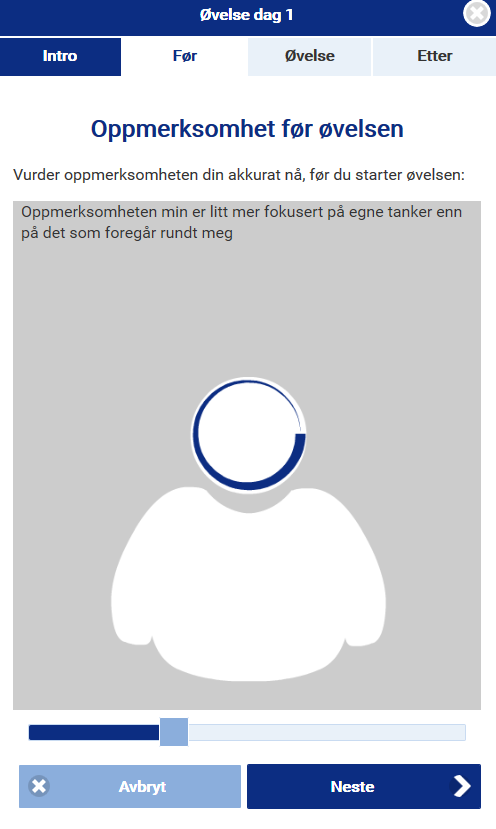 Øvelse dag 1
Intro
Før
Øvelse
Etter
Oppmerksomhet før øvelsen
Vurder oppmerksomheten din akkurat nå, før du starter øvelsen:
Oppmerksomheten min er litt mer fokusert på egne tanker enn
på det som foregår rundt meg
Avbryt
Neste